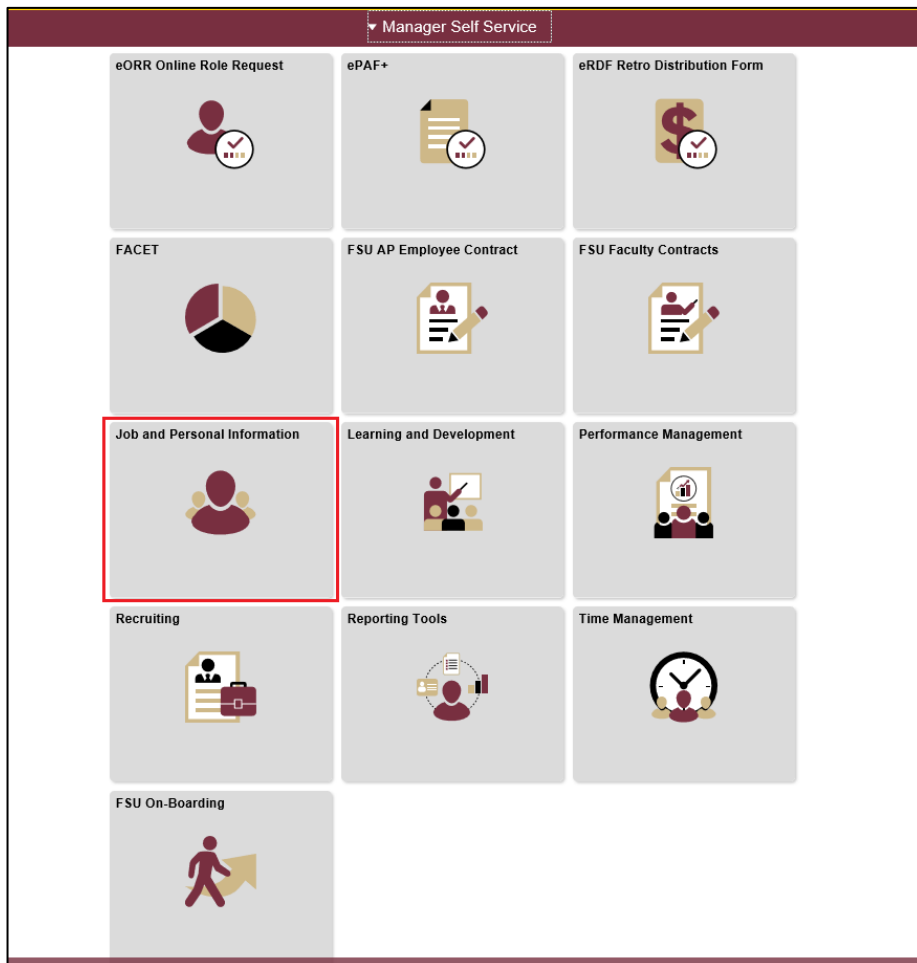 Manager Self Service
eORR Online Role Request
ePAF+
eRDF Retro Distribution Form
FACET
FSU AP Employee Contract
FSU Faculty Contracts
Job and Personal Information
Learning and Development
Performance Management
Recruiting
Reporting Tools
Time Management
FSU On-Boarding